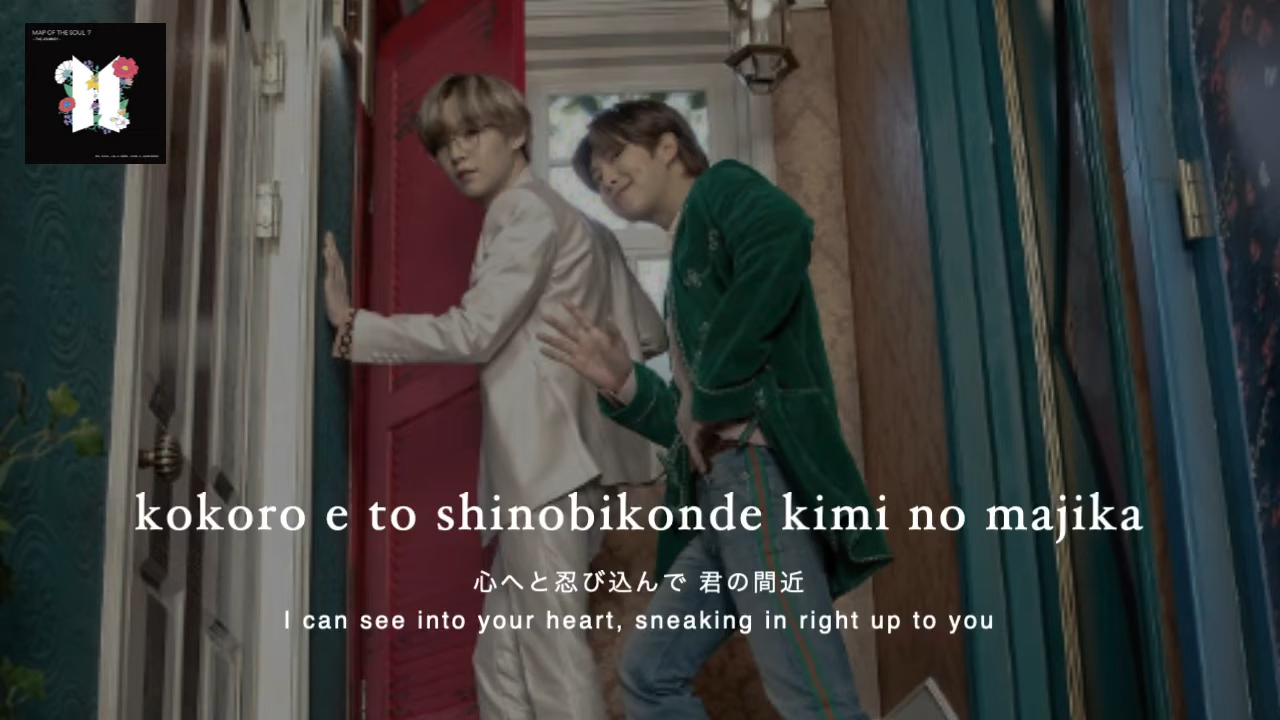 MAP OF THE SOUL 7
~ THE JOURNEY ~
kokoro e to shinobikonde kimi no majika
心へと忍び込んで 君の間近
I can see into your heart, sneaking in right up to you